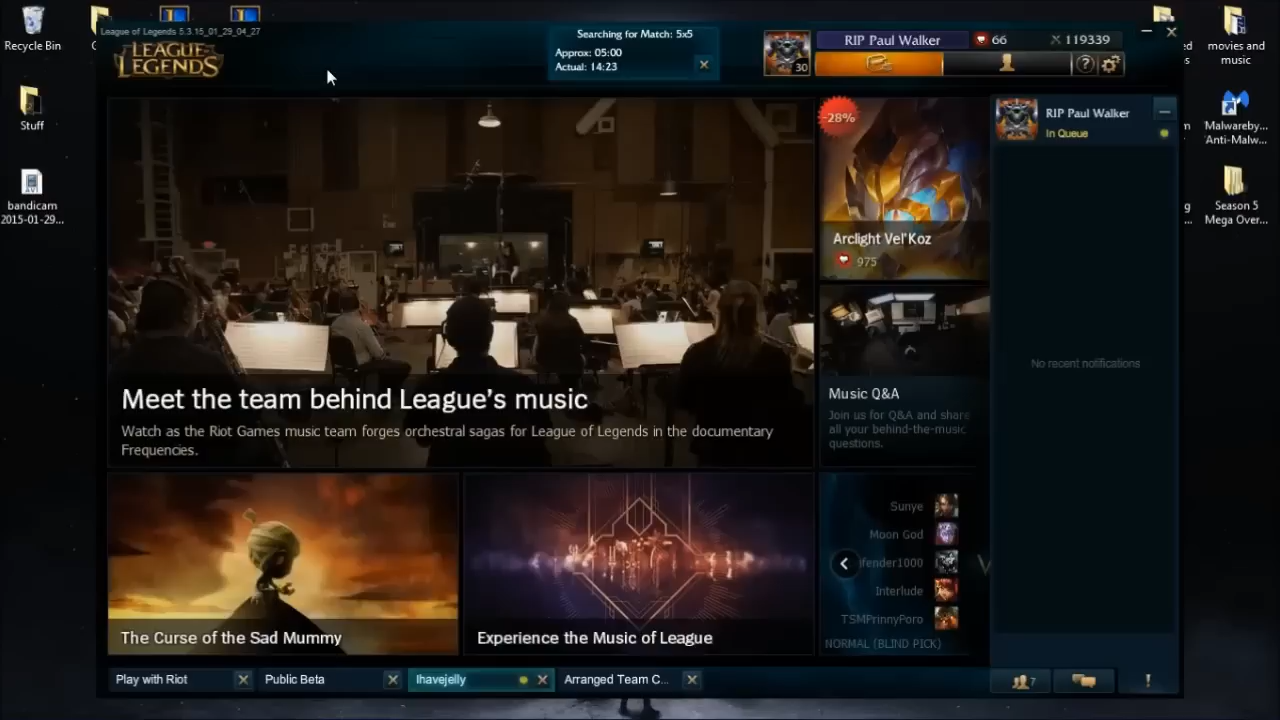 Recycle Bin
Stuff
bandicam
2015-01-29...
League of Legends 5.3.15_01_29_04_27
LEAGUE
OF
LEGENDS
Searching for Match: 5x5
Approx: 05:00
Actual: 14:23
30
RIP Paul Walker
66
119339
movies and
music
Malwareby...
'Anti-Malw...
Season 5
Mega Over...
Meet the team behind League's music
Watch as the Riot Games music team forges orchestral sagas for League of Legends in the documentary
Frequencies.
-28%
Arclight Vel'Koz
975
Music Q&A
Join us for Q&A and share
all your behind-the-music
questions.
RIP Paul Walker
In Queue
No recent notifications
The Curse of the Sad Mummy
Experience the Music of League
Sunye
Moon God
fender1000
Interlude
TSMPrinnyPoro
NORMAL (BLIND PICK)
Play with Riot
Public Beta
Ihavejelly
Arranged Team C...
7